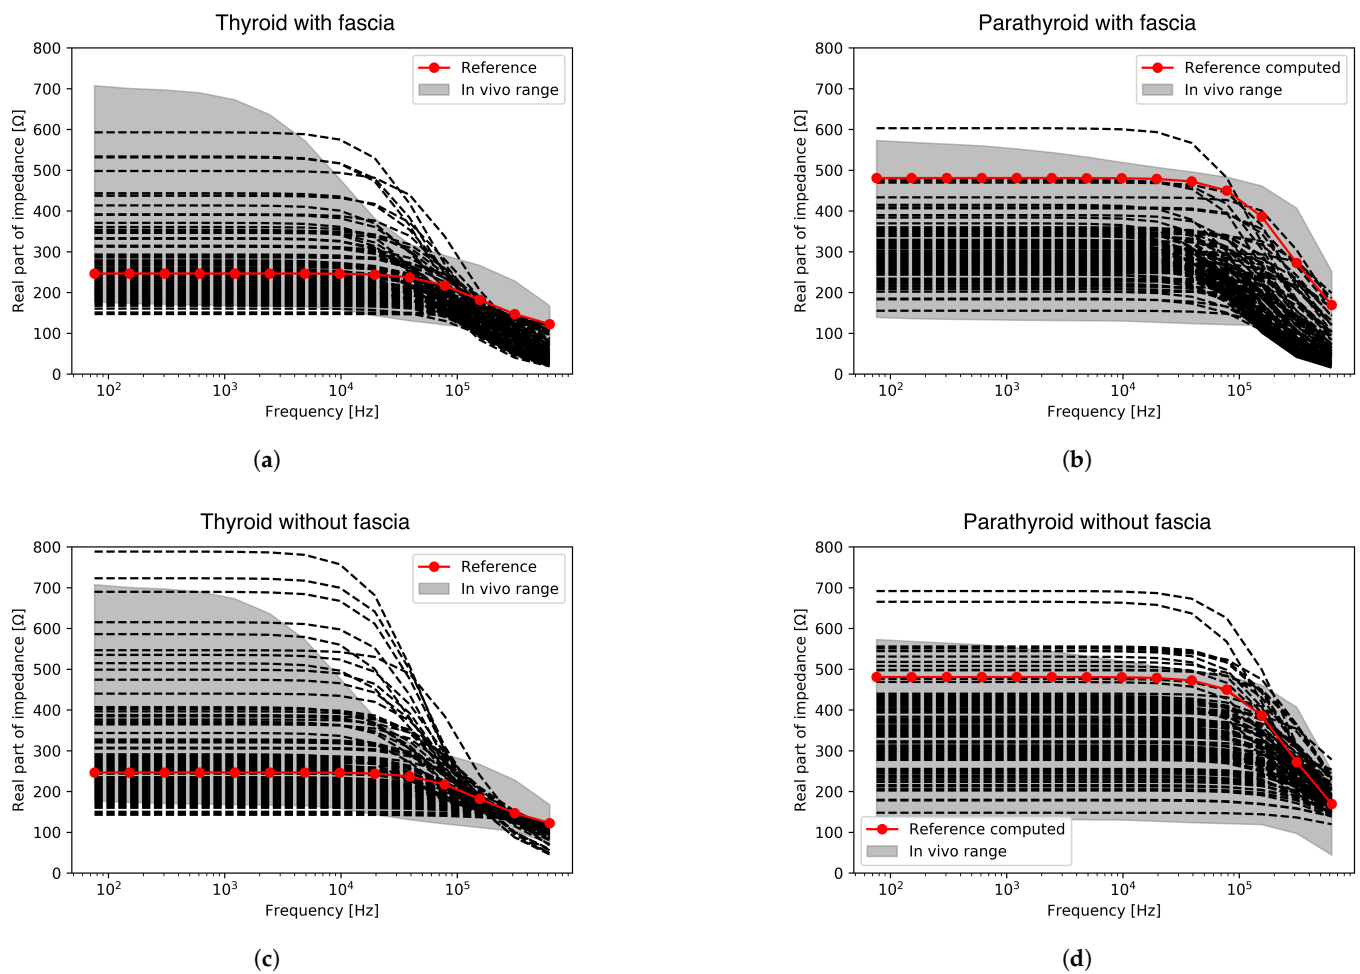 Thyroid with fascia
800
700
600
500
400
300
200
100
0
Real part of impedance [Ω]
Reference
In vivo range
10²
10³
10⁴
10⁵
Frequency [Hz]
(a)
Parathyroid with fascia
800
700
600
500
400
300
200
100
0
Real part of impedance [Ω]
Reference computed
In vivo range
10²
10³
10⁴
10⁵
Frequency [Hz]
(b)
Thyroid without fascia
800
700
600
500
400
300
200
100
0
Real part of impedance [Ω]
Reference
In vivo range
10²
10³
10⁴
10⁵
Frequency [Hz]
(c)
Parathyroid without fascia
800
700
600
500
400
300
200
100
0
Real part of impedance [Ω]
Reference computed
In vivo range
10²
10³
10⁴
10⁵
Frequency [Hz]
(d)